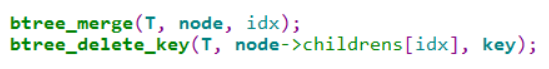 btree_merge(T, node, idx);
btree_delete_key(T, node->childrens[idx], key);